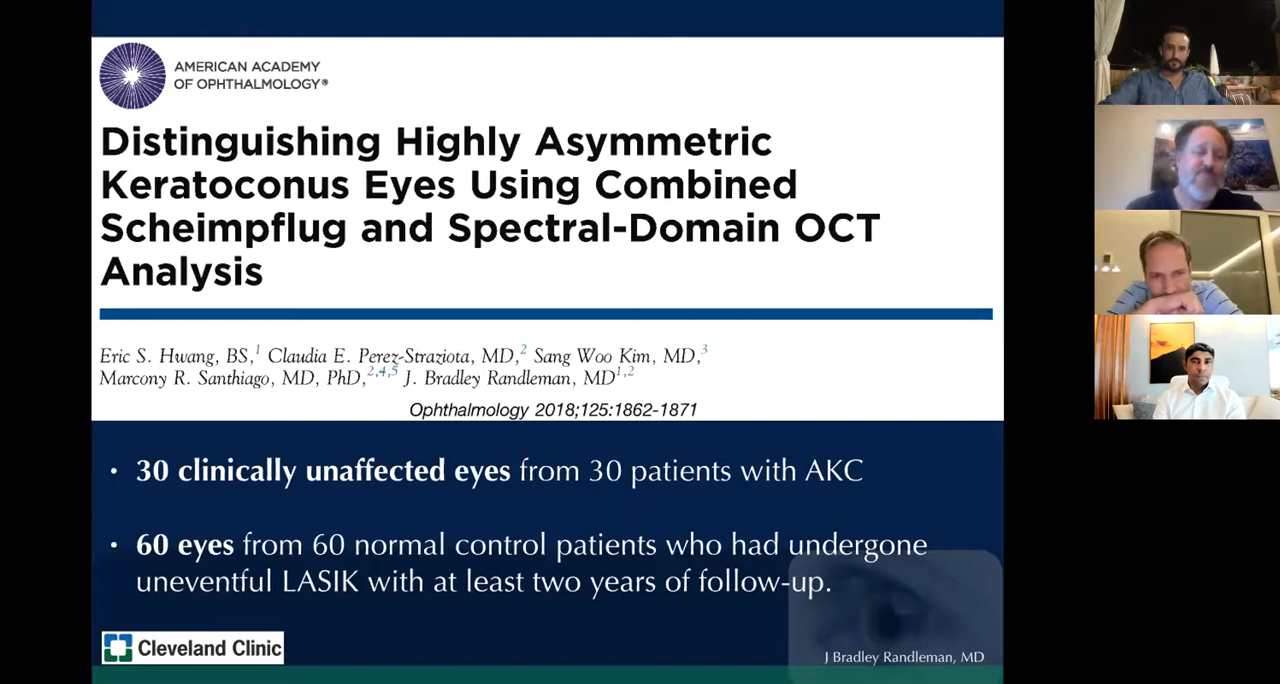 AMERICAN ACADEMY
OF OPHTHALMOLOGY®
Distinguishing Highly Asymmetric
Keratoconus Eyes Using Combined
Scheimpflug and Spectral-Domain OCT
Analysis
Eric S. Hwang, BS,1 Claudia E. Perez-Straziota, MD,2 Sang Woo Kim, MD,3
Marcony R. Santhiago, MD, PhD,2,4,5 J. Bradley Randleman, MD1,2
Ophthalmology 2018;125:1862-1871
• 30 clinically unaffected eyes from 30 patients with AKC
• 60 eyes from 60 normal control patients who had undergone
uneventful LASIK with at least two years of follow-up.
Cleveland Clinic
J Bradley Randleman, MD